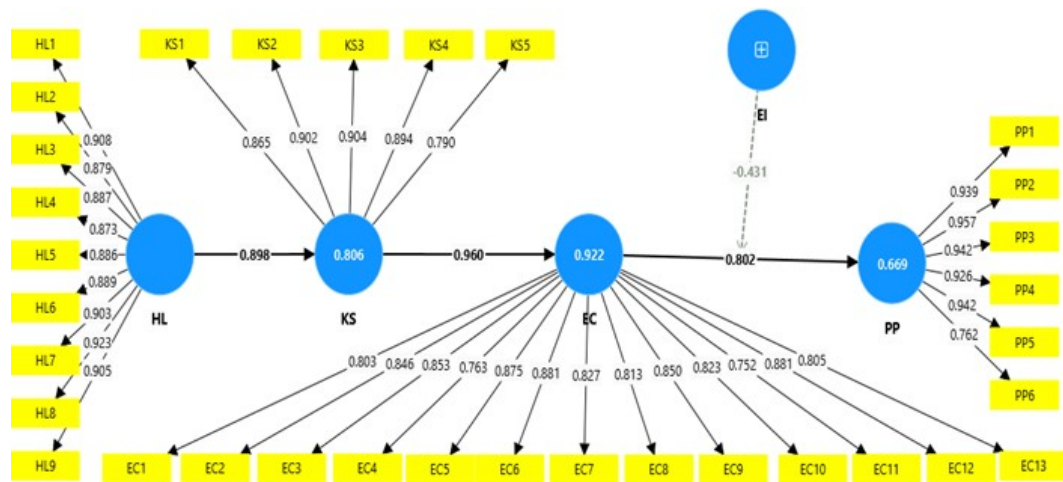 HL1
HL2
HL3
HL4
HL5
HL6
HL7
HL8
HL9
0.908
0.879
0.887
0.873
0.886
0.889
0.903
0.923
0.905
HL
0.898
KS1
KS2
KS3
KS4
KS5
0.865
0.902
0.904
0.894
0.790
0.806
KS
0.960
EI
-0.431
0.922
EC
0.802
0.803
0.846
0.853
0.763
0.875
0.881
0.827
0.813
0.850
0.823
0.752
0.881
0.805
EC1
EC2
EC3
EC4
EC5
EC6
EC7
EC8
EC9
EC10
EC11
EC12
EC13
0.669
PP
0.939
0.957
0.942
0.926
0.942
0.762
PP1
PP2
PP3
PP4
PP5
PP6